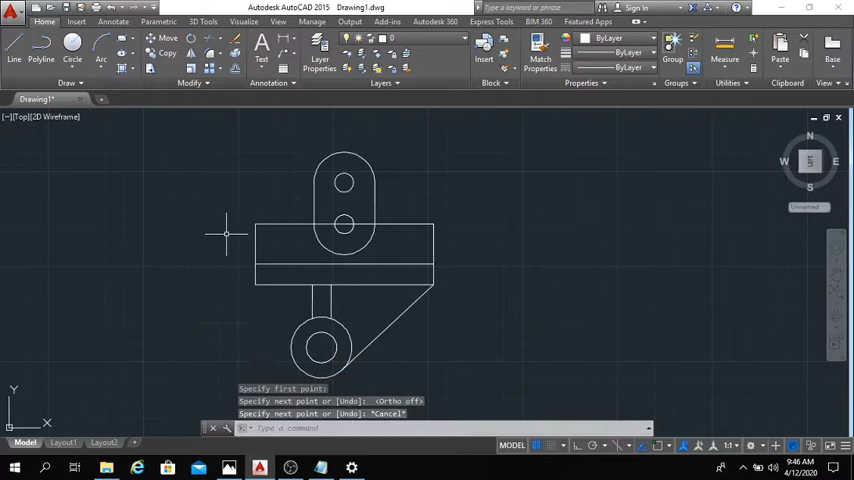 Autodesk AutoCAD 2015 Drawing1.dwg
Type a keyword or phrase
Sign In
Home Insert Annotate Parametric 3D Tools Visualize View Manage Output Add-ins Autodesk 360 Express Tools BIM 360 Featured Apps
Line Polyline Circle Arc
Move
Copy
Text
Layer Properties
0
Insert
Match Properties
ByLayer
ByLayer
ByLayer
Group
Measure
Paste
Base
Draw Modify Annotation Layers Block Properties Groups Utilities Clipboard View
Drawing1*
[−][Top][2D Wireframe]
N
W LEFT E
S
Unnamed
Y
X
Specify first point:
Specify next point or [Undo]: <Ortho off>
Specify next point or [Undo]: *Cancel*
Type a command
Model Layout1 Layout2
MODEL
1:1
9:46 AM
4/12/2020